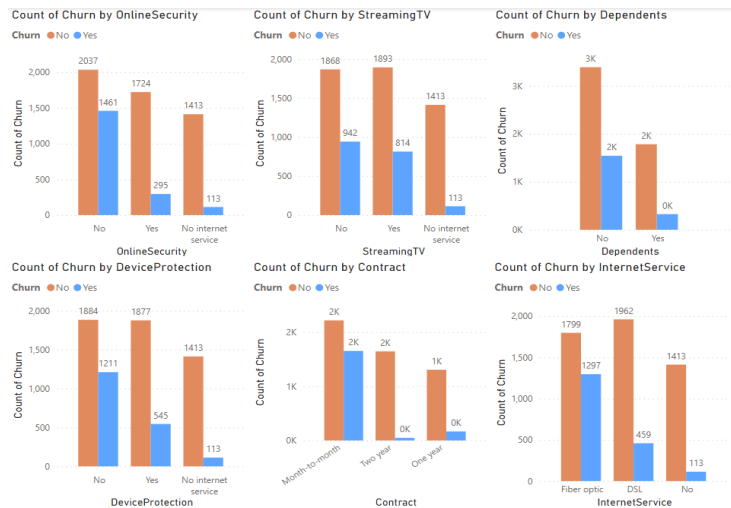 Count of Churn by OnlineSecurity
Churn No Yes
Count of Churn
2,000
1,500
1,000
500
0
2037
1461
1724
295
1413
113
No
Yes
No internet
service
OnlineSecurity
Count of Churn by StreamingTV
Churn No Yes
Count of Churn
2,000
1,500
1,000
500
0
1868
942
1893
814
1413
113
No
Yes
No internet
service
StreamingTV
Count of Churn by Dependents
Churn No Yes
Count of Churn
3K
2K
1K
0K
3K
2K
2K
0K
No
Yes
Dependents
Count of Churn by DeviceProtection
Churn No Yes
Count of Churn
2,000
1,500
1,000
500
0
1884
1211
1877
545
1413
113
No
Yes
No internet
service
DeviceProtection
Count of Churn by Contract
Churn No Yes
Count of Churn
2K
1K
0K
2K
2K
2K
0K
1K
0K
Month-to-month
Two year
One year
Contract
Count of Churn by InternetService
Churn No Yes
Count of Churn
2,000
1,500
1,000
500
0
1799
1297
1962
459
1413
113
Fiber optic
DSL
No
InternetService